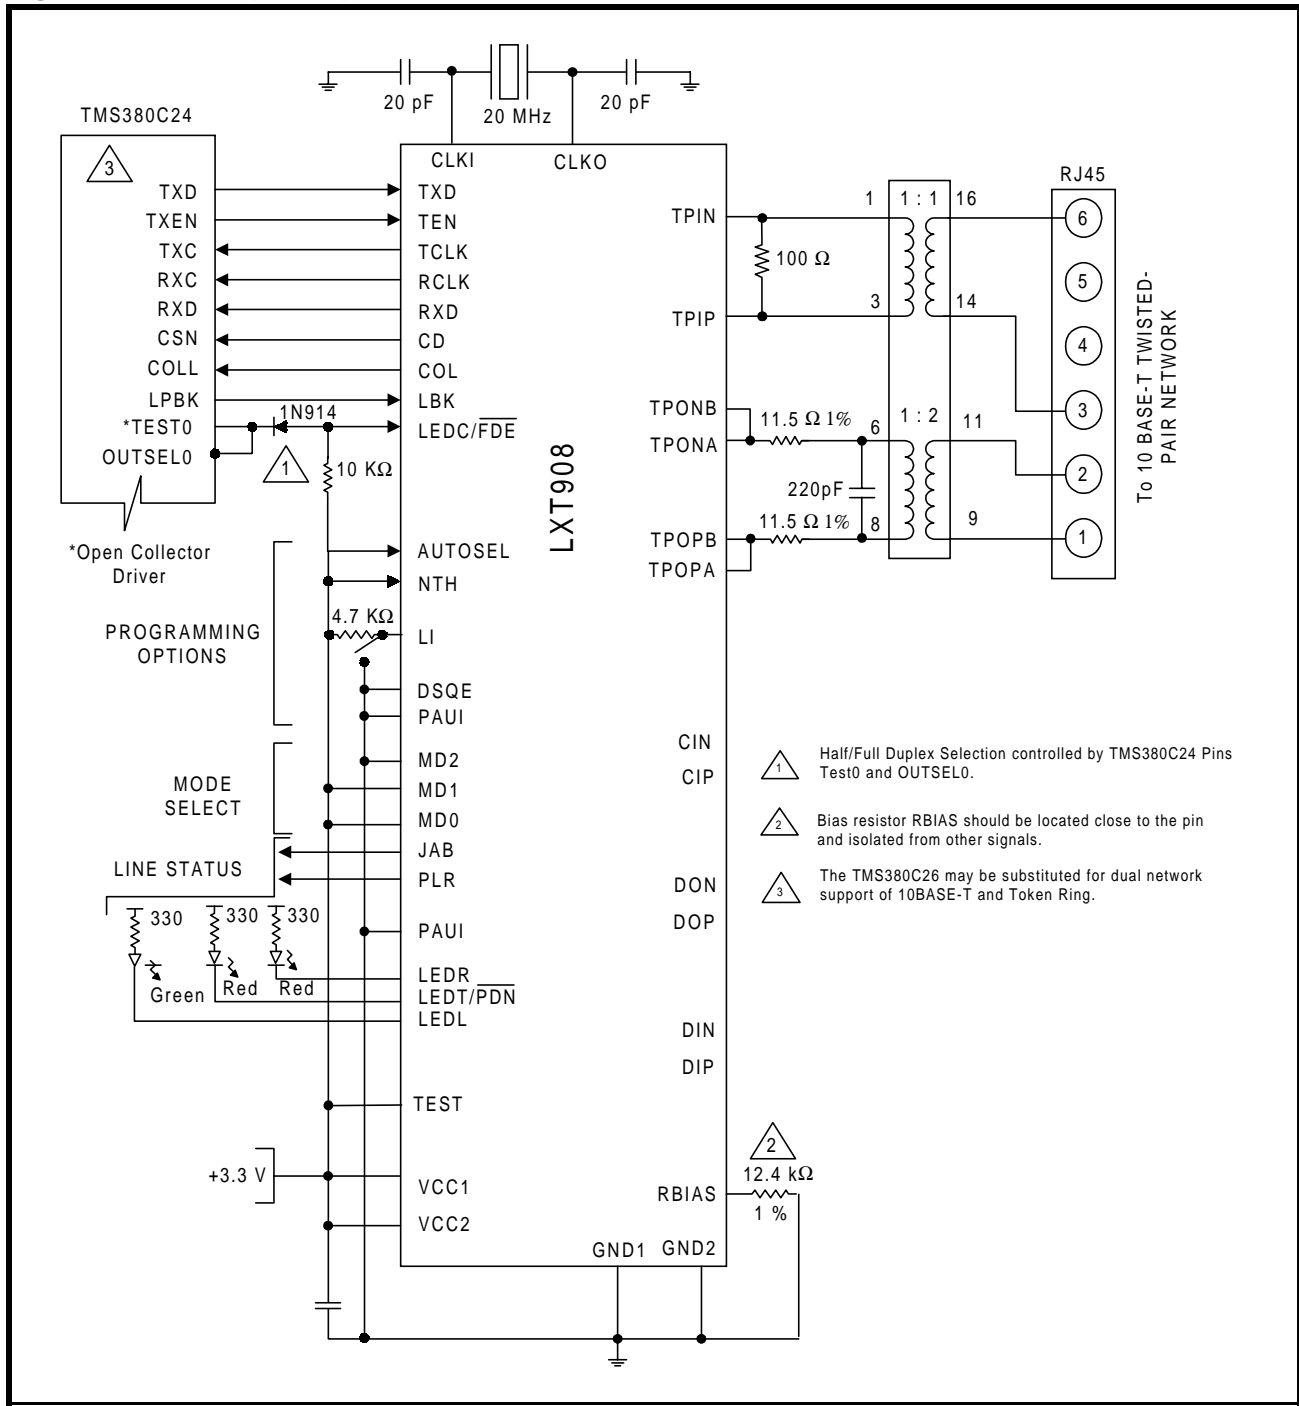 20 pF
20 MHz
20 pF
TMS380C24
3
TXD
TXEN
TXC
RXC
RXD
CSN
COLL
LPBK
*TEST0
OUTSEL0
*Open Collector
Driver
1N914
1
10 KΩ
PROGRAMMING
OPTIONS
4.7 KΩ
MODE
SELECT
LINE STATUS
330
330
330
Green
Red
Red
+3.3 V
CLKI
CLKO
TXD
TEN
TCLK
RCLK
RXD
CD
COL
LBK
LEDC/FDE
AUTOSEL
NTH
LI
DSQE
PAUI
MD2
MD1
MD0
JAB
PLR
PAUI
LEDR
LEDT/PDN
LEDL
TEST
VCC1
VCC2
LXT908
TPIN
TPIP
TPONB
TPONA
TPOPB
TPOPA
CIN
CIP
DON
DOP
DIN
DIP
RBIAS
GND1
GND2
100 Ω
11.5 Ω 1%
220pF
11.5 Ω 1%
1
1 : 1
16
3
14
6
1 : 2
11
8
9
RJ45
6
5
4
3
2
1
To 10 BASE-T TWISTED-
PAIR NETWORK
1
Half/Full Duplex Selection controlled by TMS380C24 Pins
Test0 and OUTSEL0.
2
Bias resistor RBIAS should be located close to the pin
and isolated from other signals.
3
The TMS380C26 may be substituted for dual network
support of 10BASE-T and Token Ring.
2
12.4 kΩ
1 %